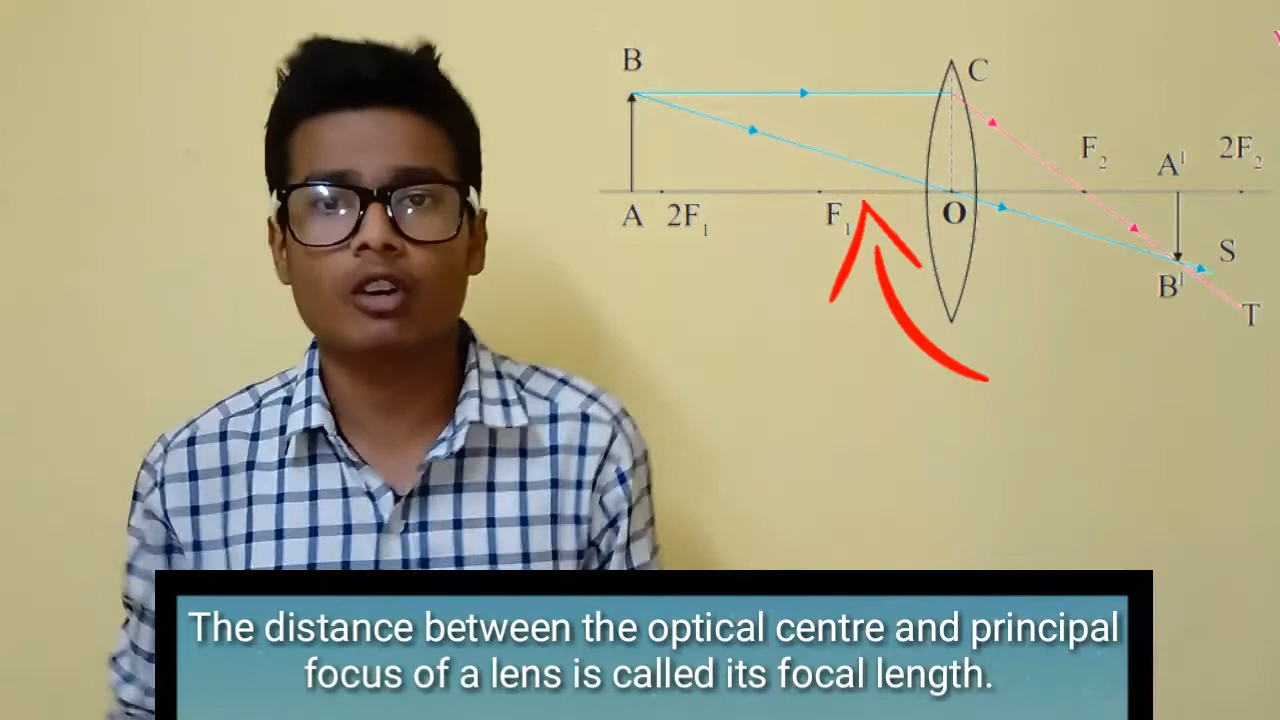 B
C
F₂
A¹
2F₂
A
2F₁
F₁
O
S
B¹
T
The distance between the optical centre and principal
focus of a lens is called its focal length.